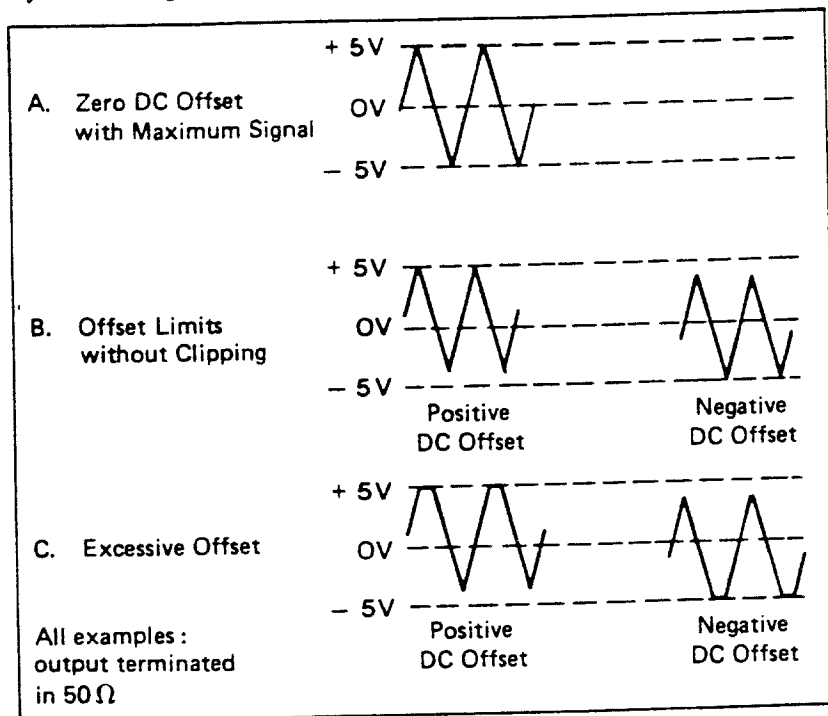 + 5V
A. Zero DC Offset
with Maximum Signal
0V
− 5V
+ 5V
B. Offset Limits
without Clipping
0V
− 5V
Positive
DC Offset
Negative
DC Offset
+ 5V
C. Excessive Offset
0V
− 5V
Positive
DC Offset
Negative
DC Offset
All examples:
output terminated
in 50Ω